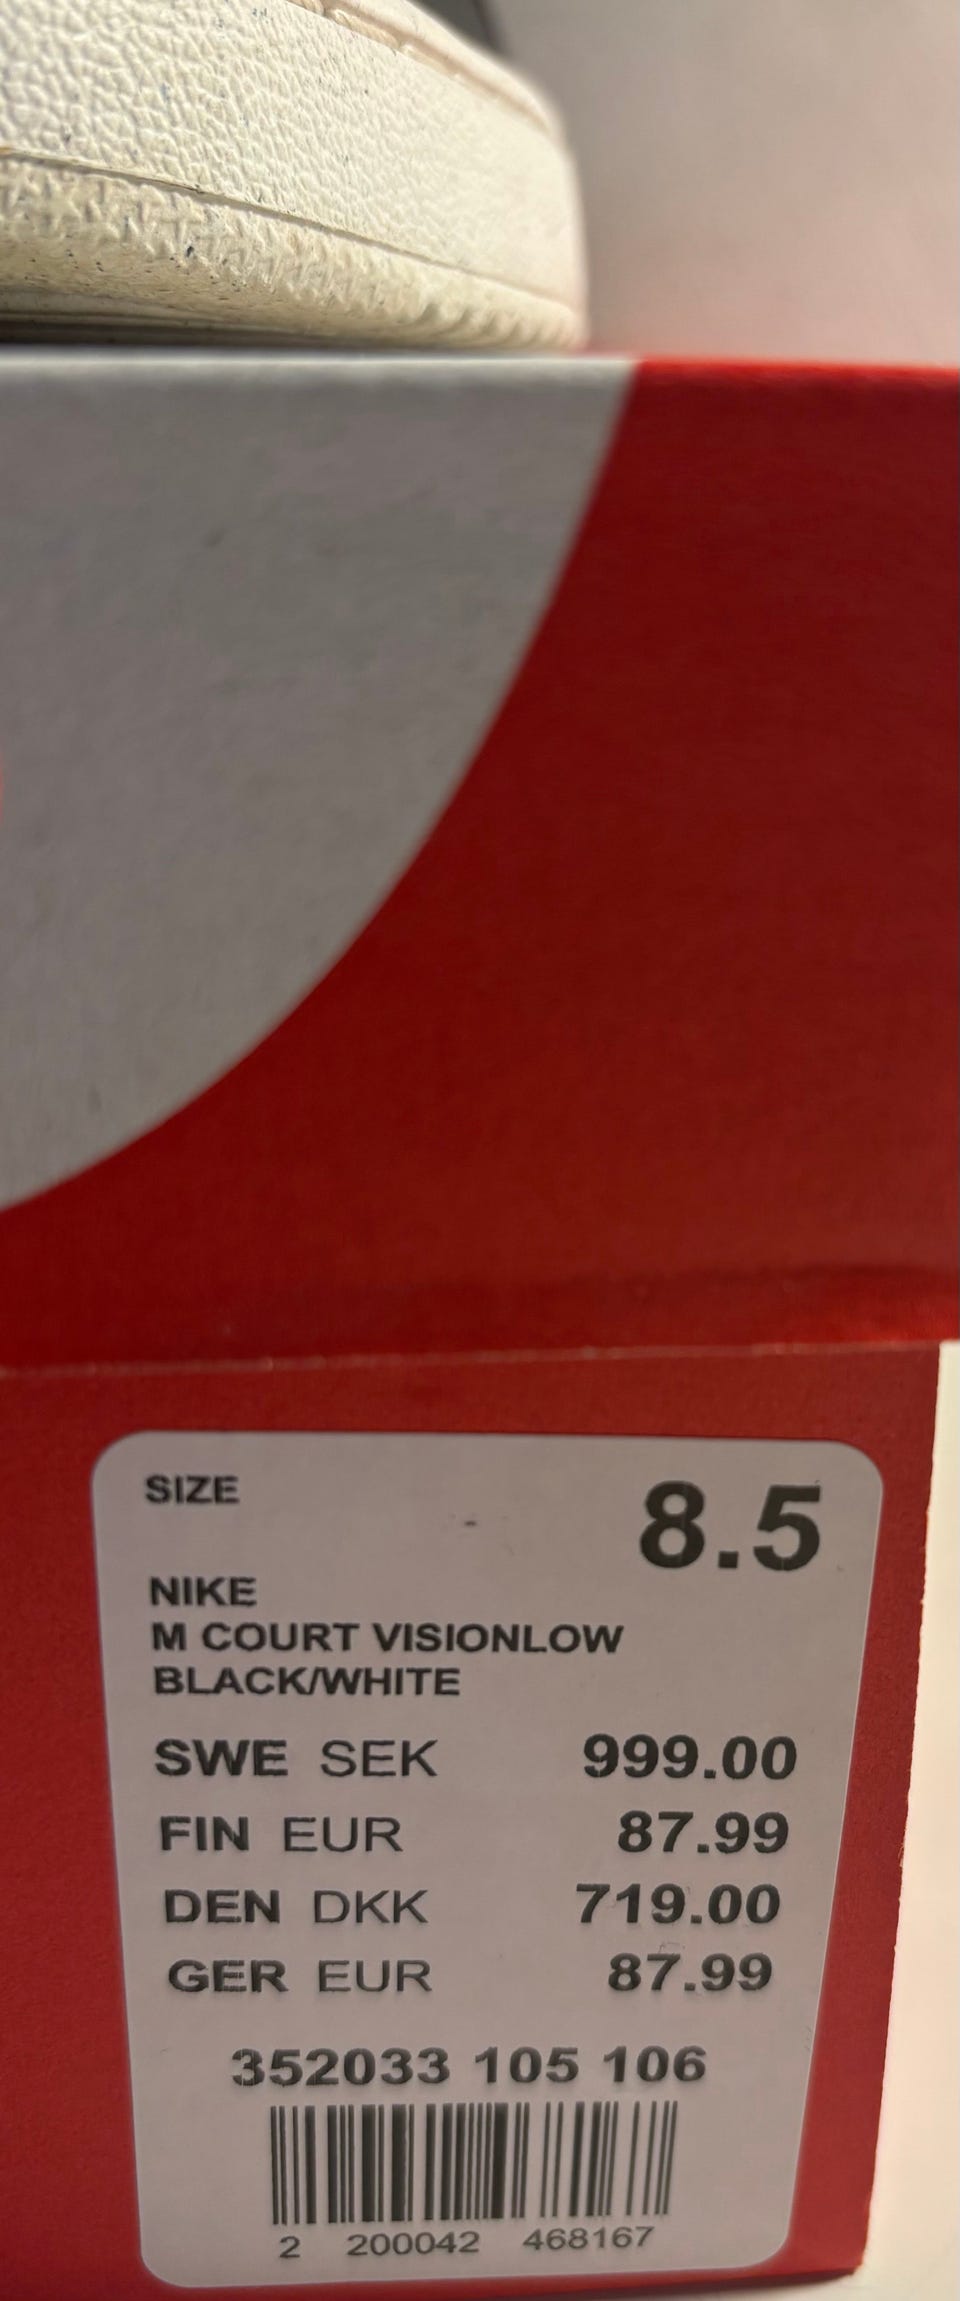 SIZE 8.5
NIKE
M COURT VISIONLOW
BLACK/WHITE
SWE SEK 999.00
FIN EUR 87.99
DEN DKK 719.00
GER EUR 87.99
352033 105 106
2 200042 468167